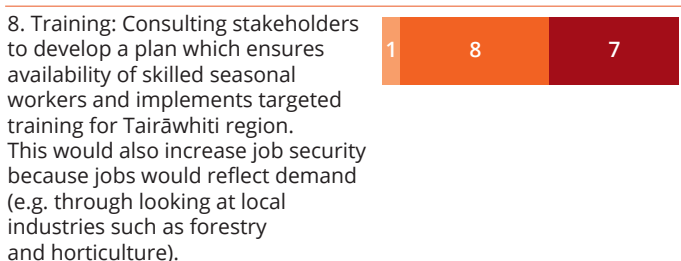 8. Training: Consulting stakeholders
to develop a plan which ensures
availability of skilled seasonal
workers and implements targeted
training for Tairāwhiti region.
This would also increase job security
because jobs would reflect demand
(e.g. through looking at local
industries such as forestry
and horticulture).
1 8 7